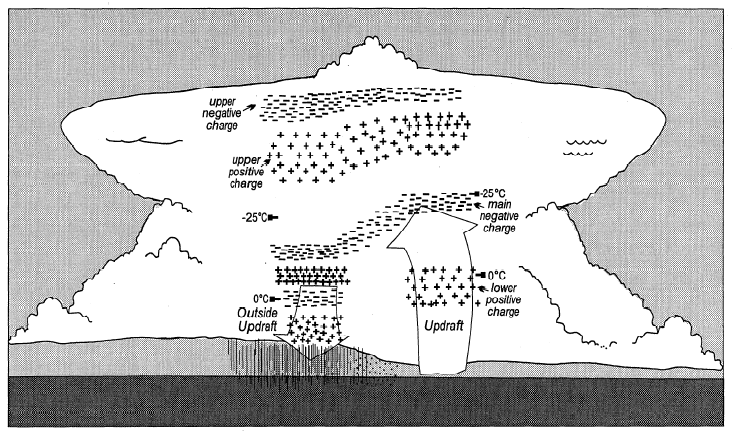 upper
negative
charge
upper
positive
charge
-25°C
-25°C
main
negative
charge
0°C
lower
positive
charge
0°C
Outside
Updraft
Updraft